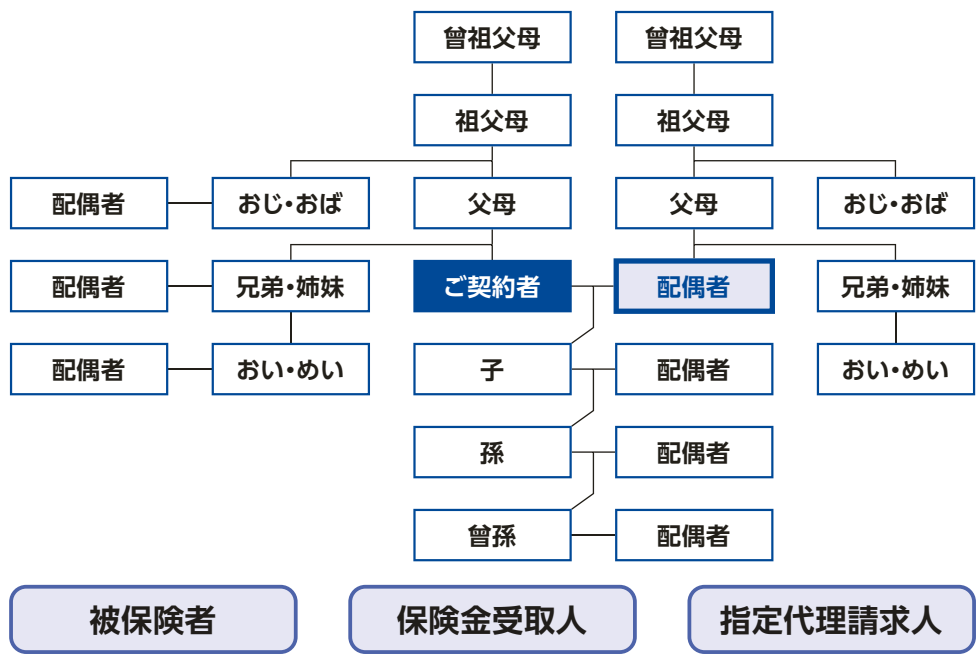 曾祖父母
曾祖父母
祖父母
祖父母
配偶者
おじ・おば
父母
父母
おじ・おば
配偶者
兄弟・姉妹
ご契約者
配偶者
兄弟・姉妹
配偶者
おい・めい
子
配偶者
おい・めい
孫
配偶者
曾孫
配偶者
被保険者
保険金受取人
指定代理請求人